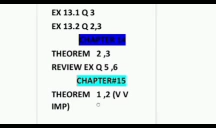 EX 13.1 Q 3
EX 13.2 Q 2,3
THEOREM 2 ,3
REVIEW EX Q 5 ,6
CHAPTER#15
THEOREM 1 ,2 (V V
IMP)